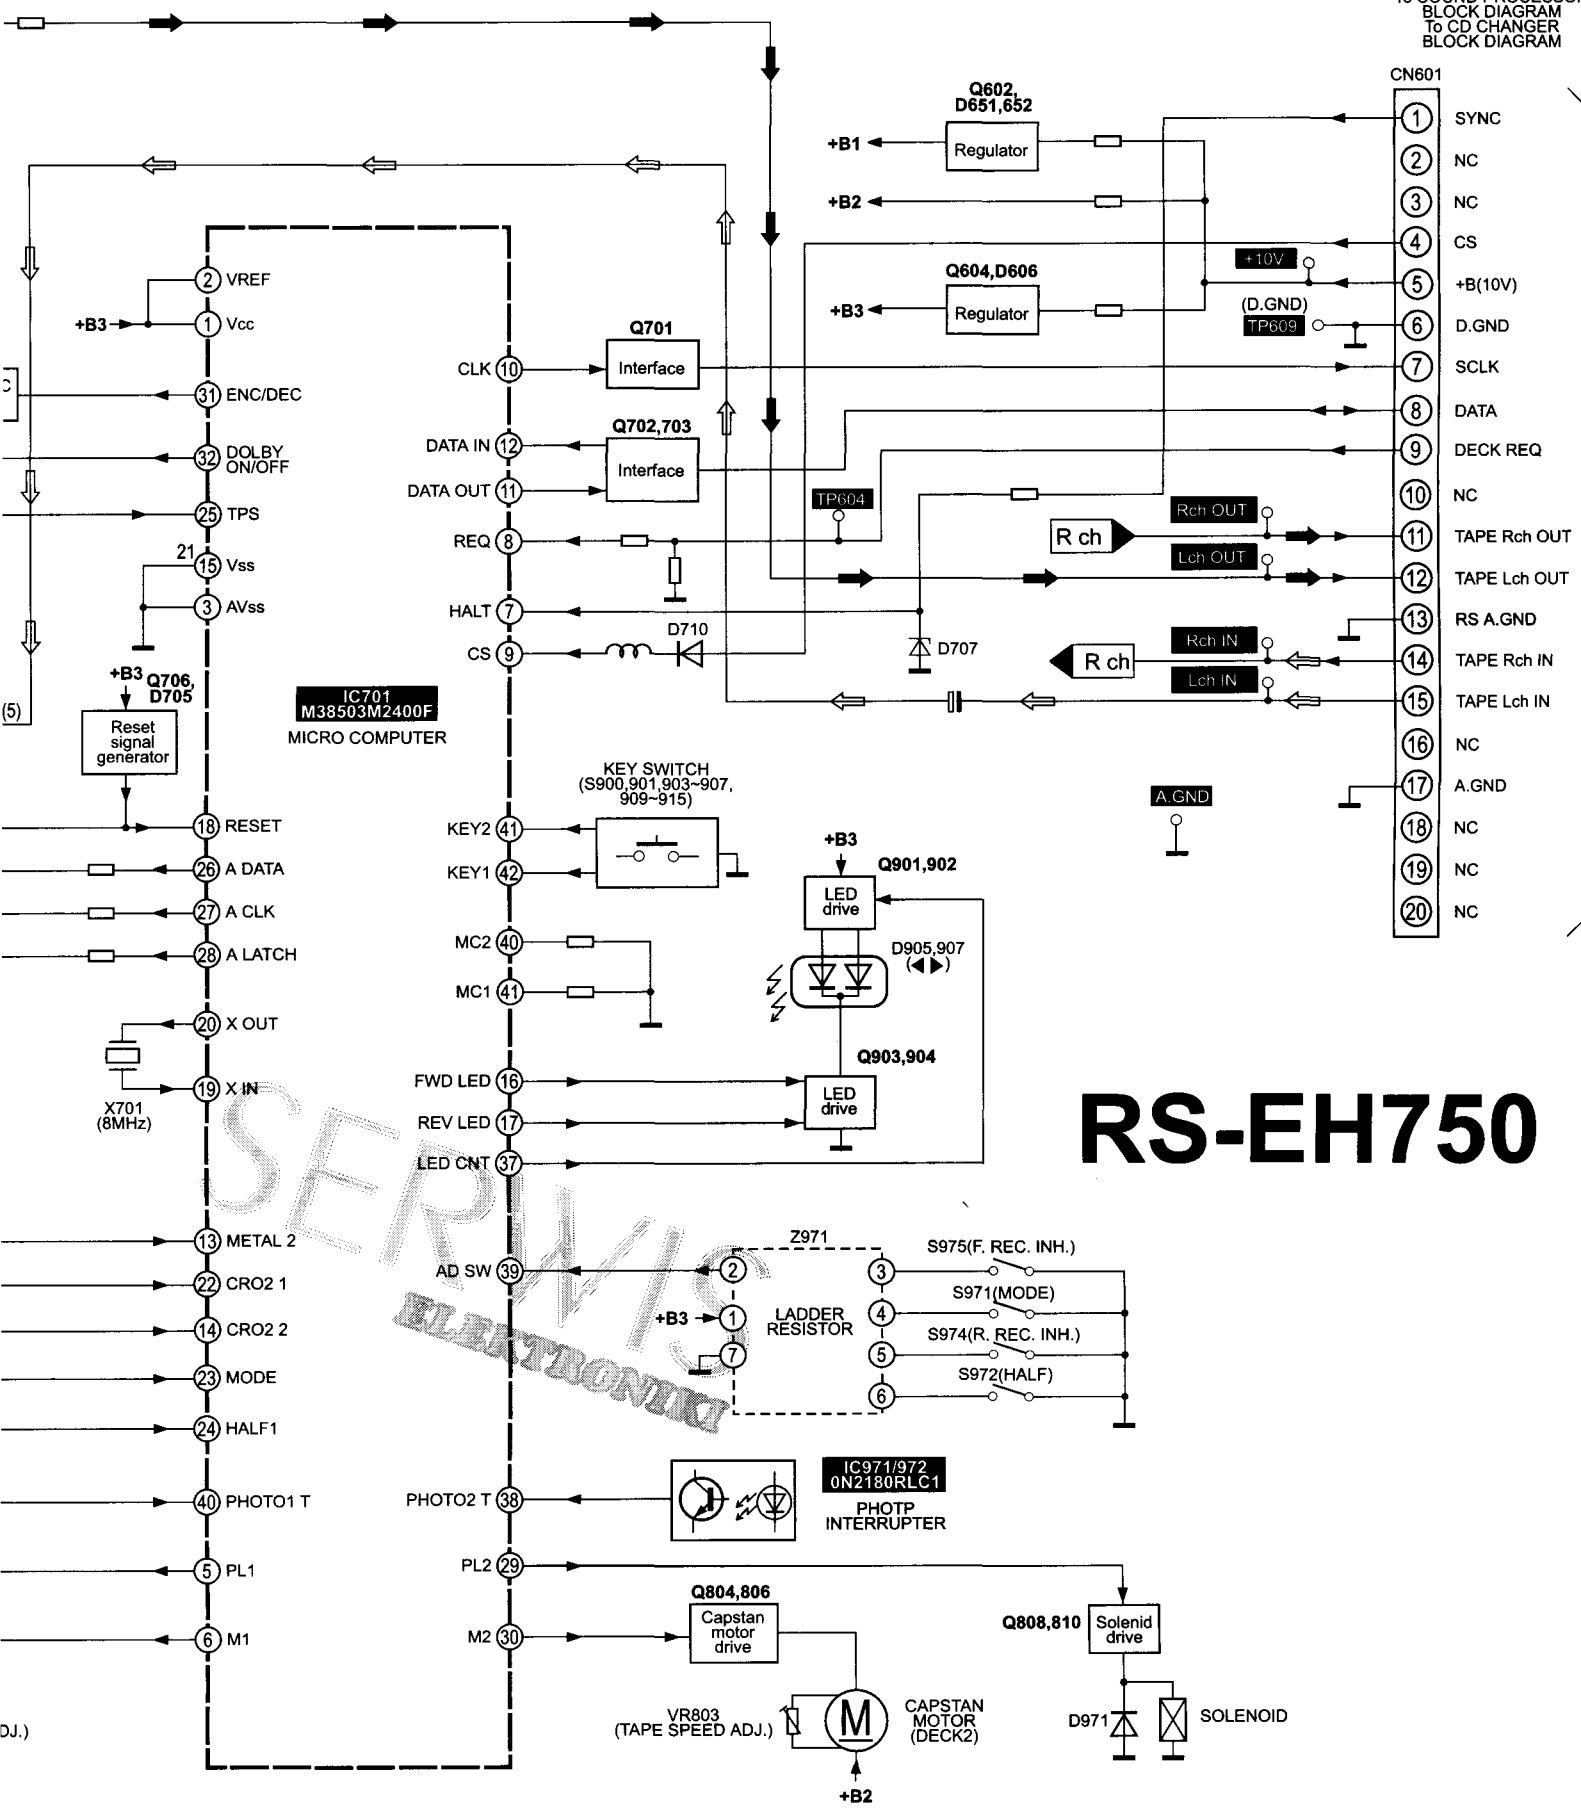 BLOCK DIAGRAM
To CD CHANGER
BLOCK DIAGRAM
CN601
1 SYNC
2 NC
3 NC
4 CS
5 +B(10V)
6 D.GND
7 SCLK
8 DATA
9 DECK REQ
10 NC
11 TAPE Rch OUT
12 TAPE Lch OUT
13 RS A.GND
14 TAPE Rch IN
15 TAPE Lch IN
16 NC
17 A.GND
18 NC
19 NC
20 NC
Q602,
D651,652
+B1
Regulator
+B2
Q604,D606
+B3
Regulator
+10V
(D.GND)
TP609
2 VREF
+B3
1 Vcc
31 ENC/DEC
32 DOLBY
ON/OFF
25 TPS
21
15 Vss
3 AVss
+B3
Q706,
D705
Reset
signal
generator
(5)
IC701
M38503M2400F
MICRO COMPUTER
18 RESET
26 A DATA
27 A CLK
28 A LATCH
20 X OUT
19 X IN
X701
(8MHz)
13 METAL 2
22 CRO2 1
14 CRO2 2
23 MODE
24 HALF1
40 PHOTO1 T
5 PL1
6 M1
DJ.)
Q701
CLK 10
Interface
Q702,703
DATA IN 12
Interface
DATA OUT 11
TP604
REQ 8
HALT 7
D710
CS 9
D707
Rch OUT
R ch
Lch OUT
Rch IN
R ch
Lch IN
A.GND
KEY SWITCH
(S900,901,903~907,
909~915)
KEY2 41
KEY1 42
MC2 40
MC1 41
+B3
Q901,902
LED
drive
D905,907
(◀▶)
Q903,904
LED
drive
FWD LED 16
REV LED 17
LED CNT 37
RS-EH750
SERWIS
ELEKTRONIKI
AD SW 39
Z971
2
+B3
1
7
LADDER
RESISTOR
3
4
5
6
S975(F. REC. INH.)
S971(MODE)
S974(R. REC. INH.)
S972(HALF)
PHOTO2 T 38
IC971/972
0N2180RLC1
PHOTP
INTERRUPTER
PL2 29
Q804,806
Capstan
motor
drive
M2 30
Q808,810
Solenid
drive
VR803
(TAPE SPEED ADJ.)
M
CAPSTAN
MOTOR
(DECK2)
+B2
D971
SOLENOID